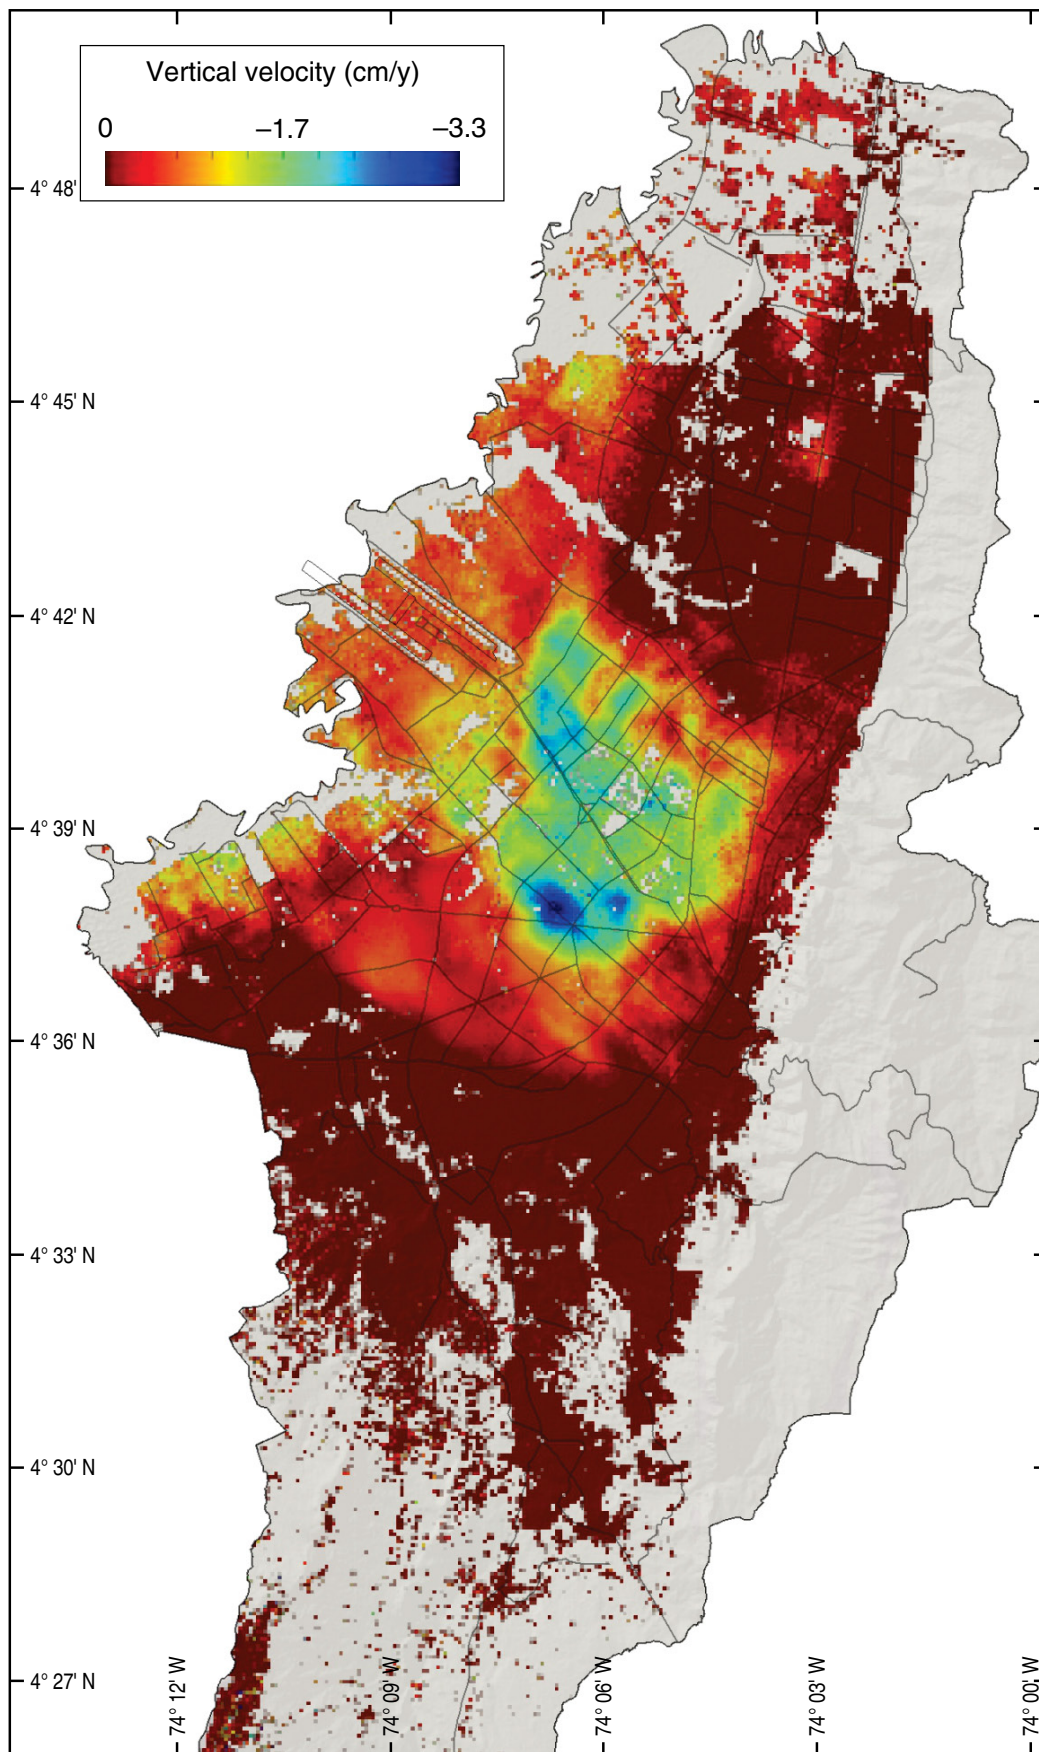 Vertical velocity (cm/y)
0 –1.7 –3.3
4° 48'
4° 45' N
4° 42' N
4° 39' N
4° 36' N
4° 33' N
4° 30' N
4° 27' N
74° 12' W
74° 09' W
74° 06' W
74° 03' W
74° 00' W